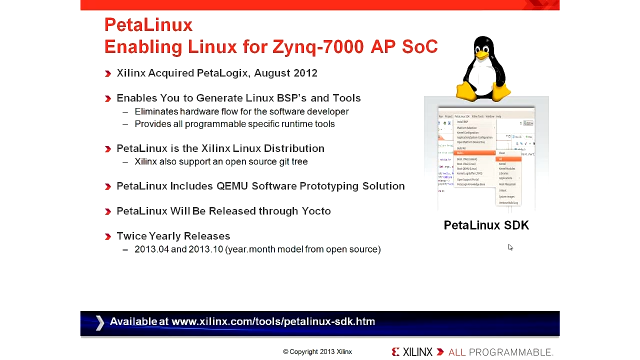 PetaLinux
Enabling Linux for Zynq-7000 AP SoC
Xilinx Acquired PetaLogix, August 2012
Enables You to Generate Linux BSP's and Tools
– Eliminates hardware flow for the software developer
– Provides all programmable specific runtime tools
PetaLinux is the Xilinx Linux Distribution
– Xilinx also support an open source git tree
PetaLinux Includes QEMU Software Prototyping Solution
PetaLinux Will Be Released through Yocto
Twice Yearly Releases
– 2013.04 and 2013.10 (year.month model from open source)
PetaLinux SDK
Available at www.xilinx.com/tools/petalinux-sdk.htm
© Copyright 2013 Xilinx
XILINX ALL PROGRAMMABLE.